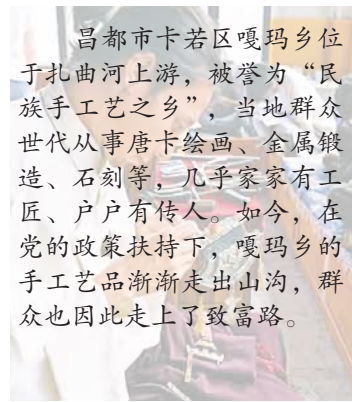 昌都市卡若区嘎玛乡位
于扎曲河上游，被誉为“民
族手工艺之乡”，当地群众
世代从事唐卡绘画、金属锻
造、石刻等，几乎家家有工
匠、户户有传人。如今，在
党的政策扶持下，嘎玛乡的
手工艺品渐渐走出山沟，群
众也因此走上了致富路。